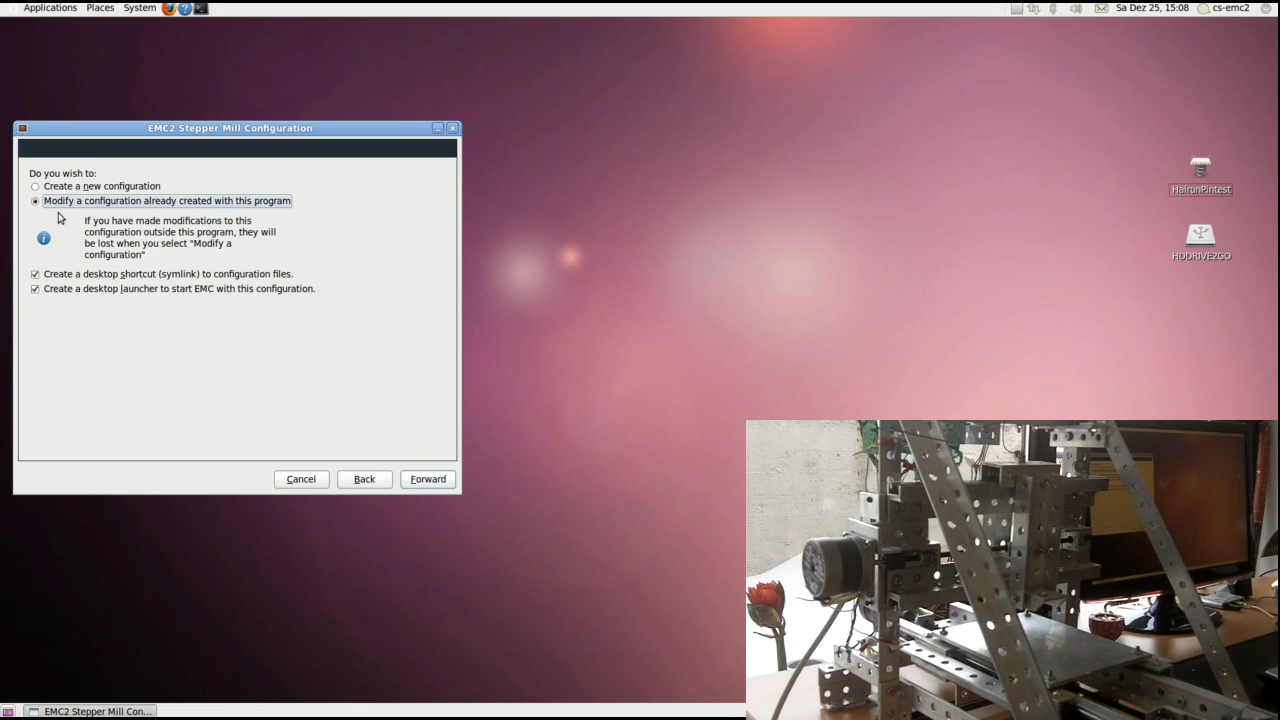 Applications Places System
Sa Dez 25, 15:08 cs-emc2
EMC2 Stepper Mill Configuration
Do you wish to:
Create a new configuration
Modify a configuration already created with this program
If you have made modifications to this
configuration outside this program, they will
be lost when you select "Modify a
configuration"
Create a desktop shortcut (symlink) to configuration files.
Create a desktop launcher to start EMC with this configuration.
Cancel Back Forward
HalrunPintest
HDDRIVE2GO
EMC2 Stepper Mill Con...